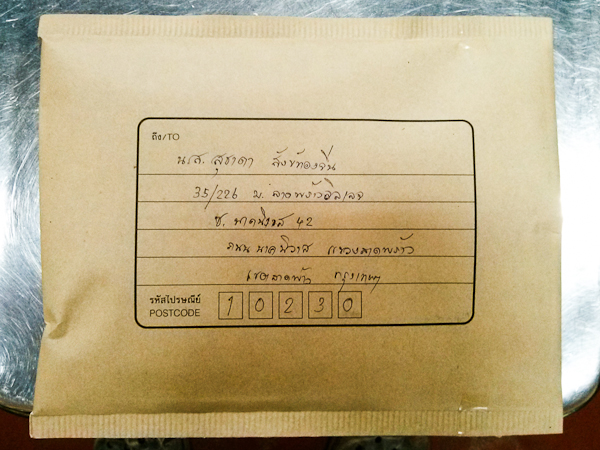 ถึง/TO
น.ส. สุชาดา สังข์ทองจีน
35/226 ม. ลาดพร้าววิลเลจ
ซ. นาคนิวาส 42
ถนน นาคนิวาส แขวงลาดพร้าว
เขตลาดพร้าว กรุงเทพฯ
รหัสไปรษณีย์ 10230
POSTCODE